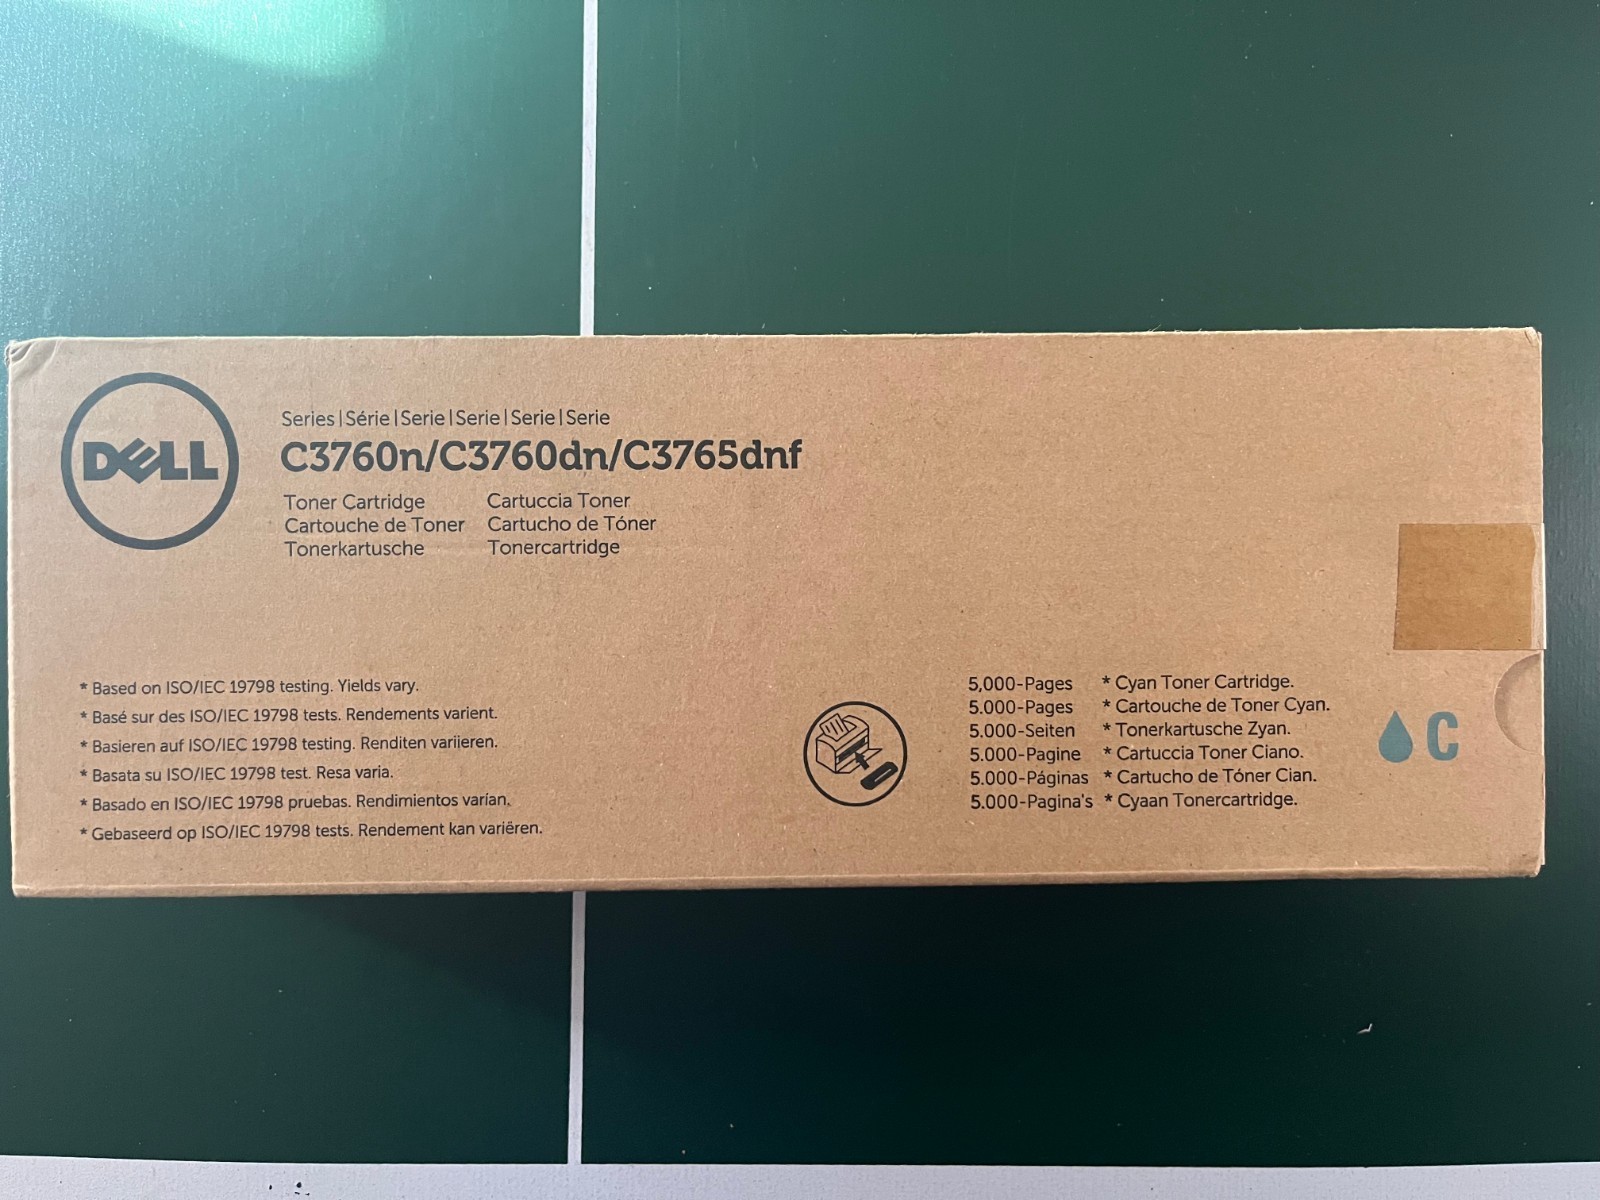 DELL
Series | Série | Serie | Serie | Serie | Serie
C3760n/C3760dn/C3765dnf
Toner Cartridge
Cartouche de Toner
Tonerkartusche
Cartuccia Toner
Cartucho de Tóner
Tonercartridge
* Based on ISO/IEC 19798 testing. Yields vary.
* Basé sur des ISO/IEC 19798 tests. Rendements varient.
* Basieren auf ISO/IEC 19798 testing. Renditen variieren.
* Basata su ISO/IEC 19798 test. Resa varia.
* Basado en ISO/IEC 19798 pruebas. Rendimientos varían.
* Gebaseerd op ISO/IEC 19798 tests. Rendement kan variëren.
5,000-Pages * Cyan Toner Cartridge.
5.000-Pages * Cartouche de Toner Cyan.
5.000-Seiten * Tonerkartusche Zyan.
5.000-Pagine * Cartuccia Toner Ciano.
5.000-Páginas * Cartucho de Tóner Cian.
5.000-Pagina's * Cyaan Tonercartridge.
C